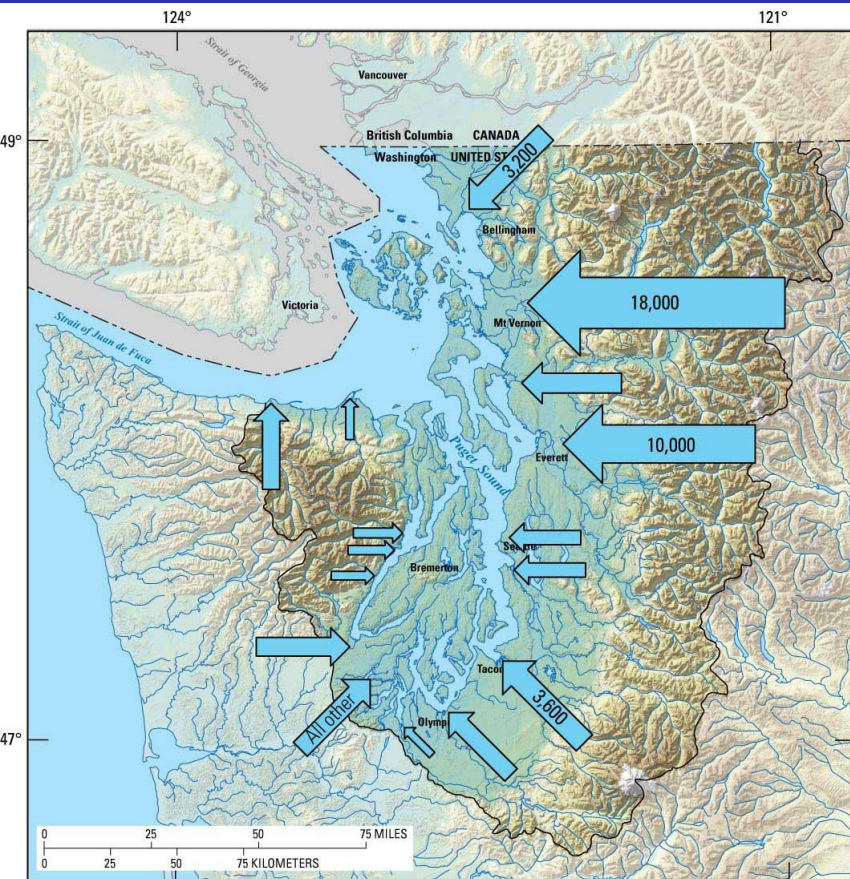 124°
121°
Strait of Georgia
Vancouver
49°
British Columbia CANADA
Washington UNITED ST
3,200
Bellingham
18,000
Victoria
Mt Vernon
Strait of Juan de Fuca
Puget Sound
10,000
Everett
Bremerton
Tacom
All other
3,600
Olympi
47°
0 25 50 75 MILES
0 25 50 75 KILOMETERS